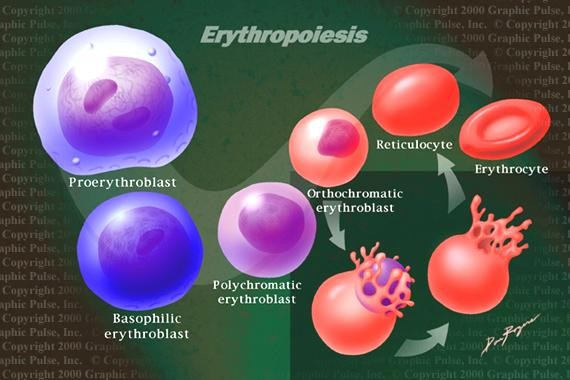 Erythropoiesis
Proerythroblast
Basophilic
erythroblast
Polychromatic
erythroblast
Orthochromatic
erythroblast
Reticulocyte
Erythrocyte
Copyright 2000 Graphic Pulse, Inc.